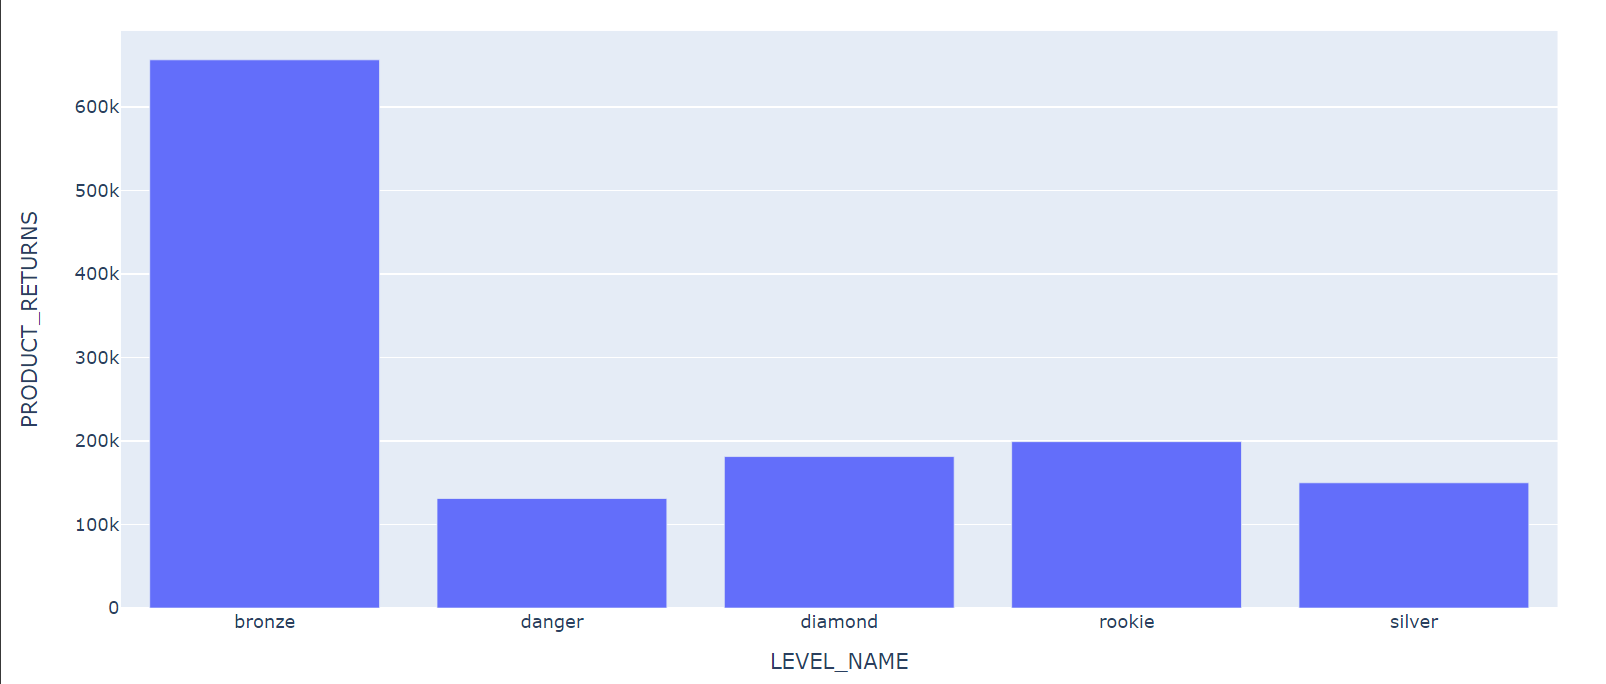 PRODUCT_RETURNS
600k
500k
400k
300k
200k
100k
0
bronze danger diamond rookie silver
LEVEL_NAME